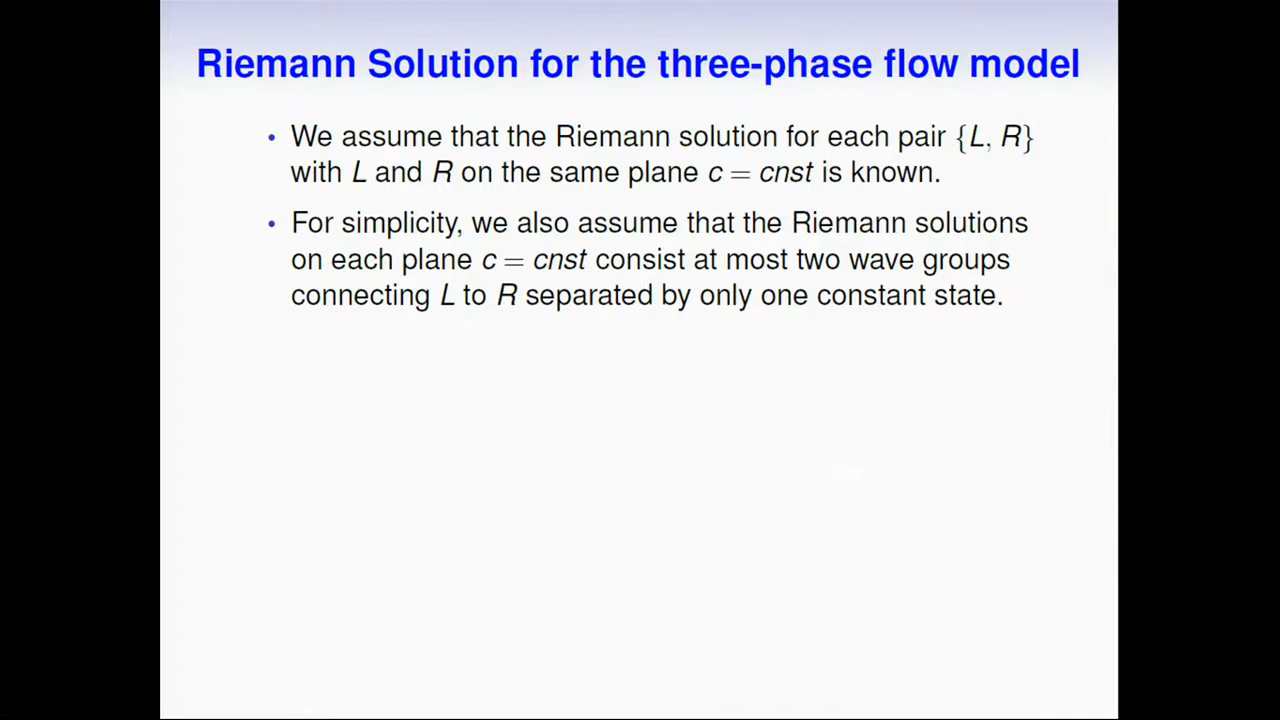 Riemann Solution for the three-phase flow model
• We assume that the Riemann solution for each pair {L, R}
with L and R on the same plane c = cnst is known.
• For simplicity, we also assume that the Riemann solutions
on each plane c = cnst consist at most two wave groups
connecting L to R separated by only one constant state.